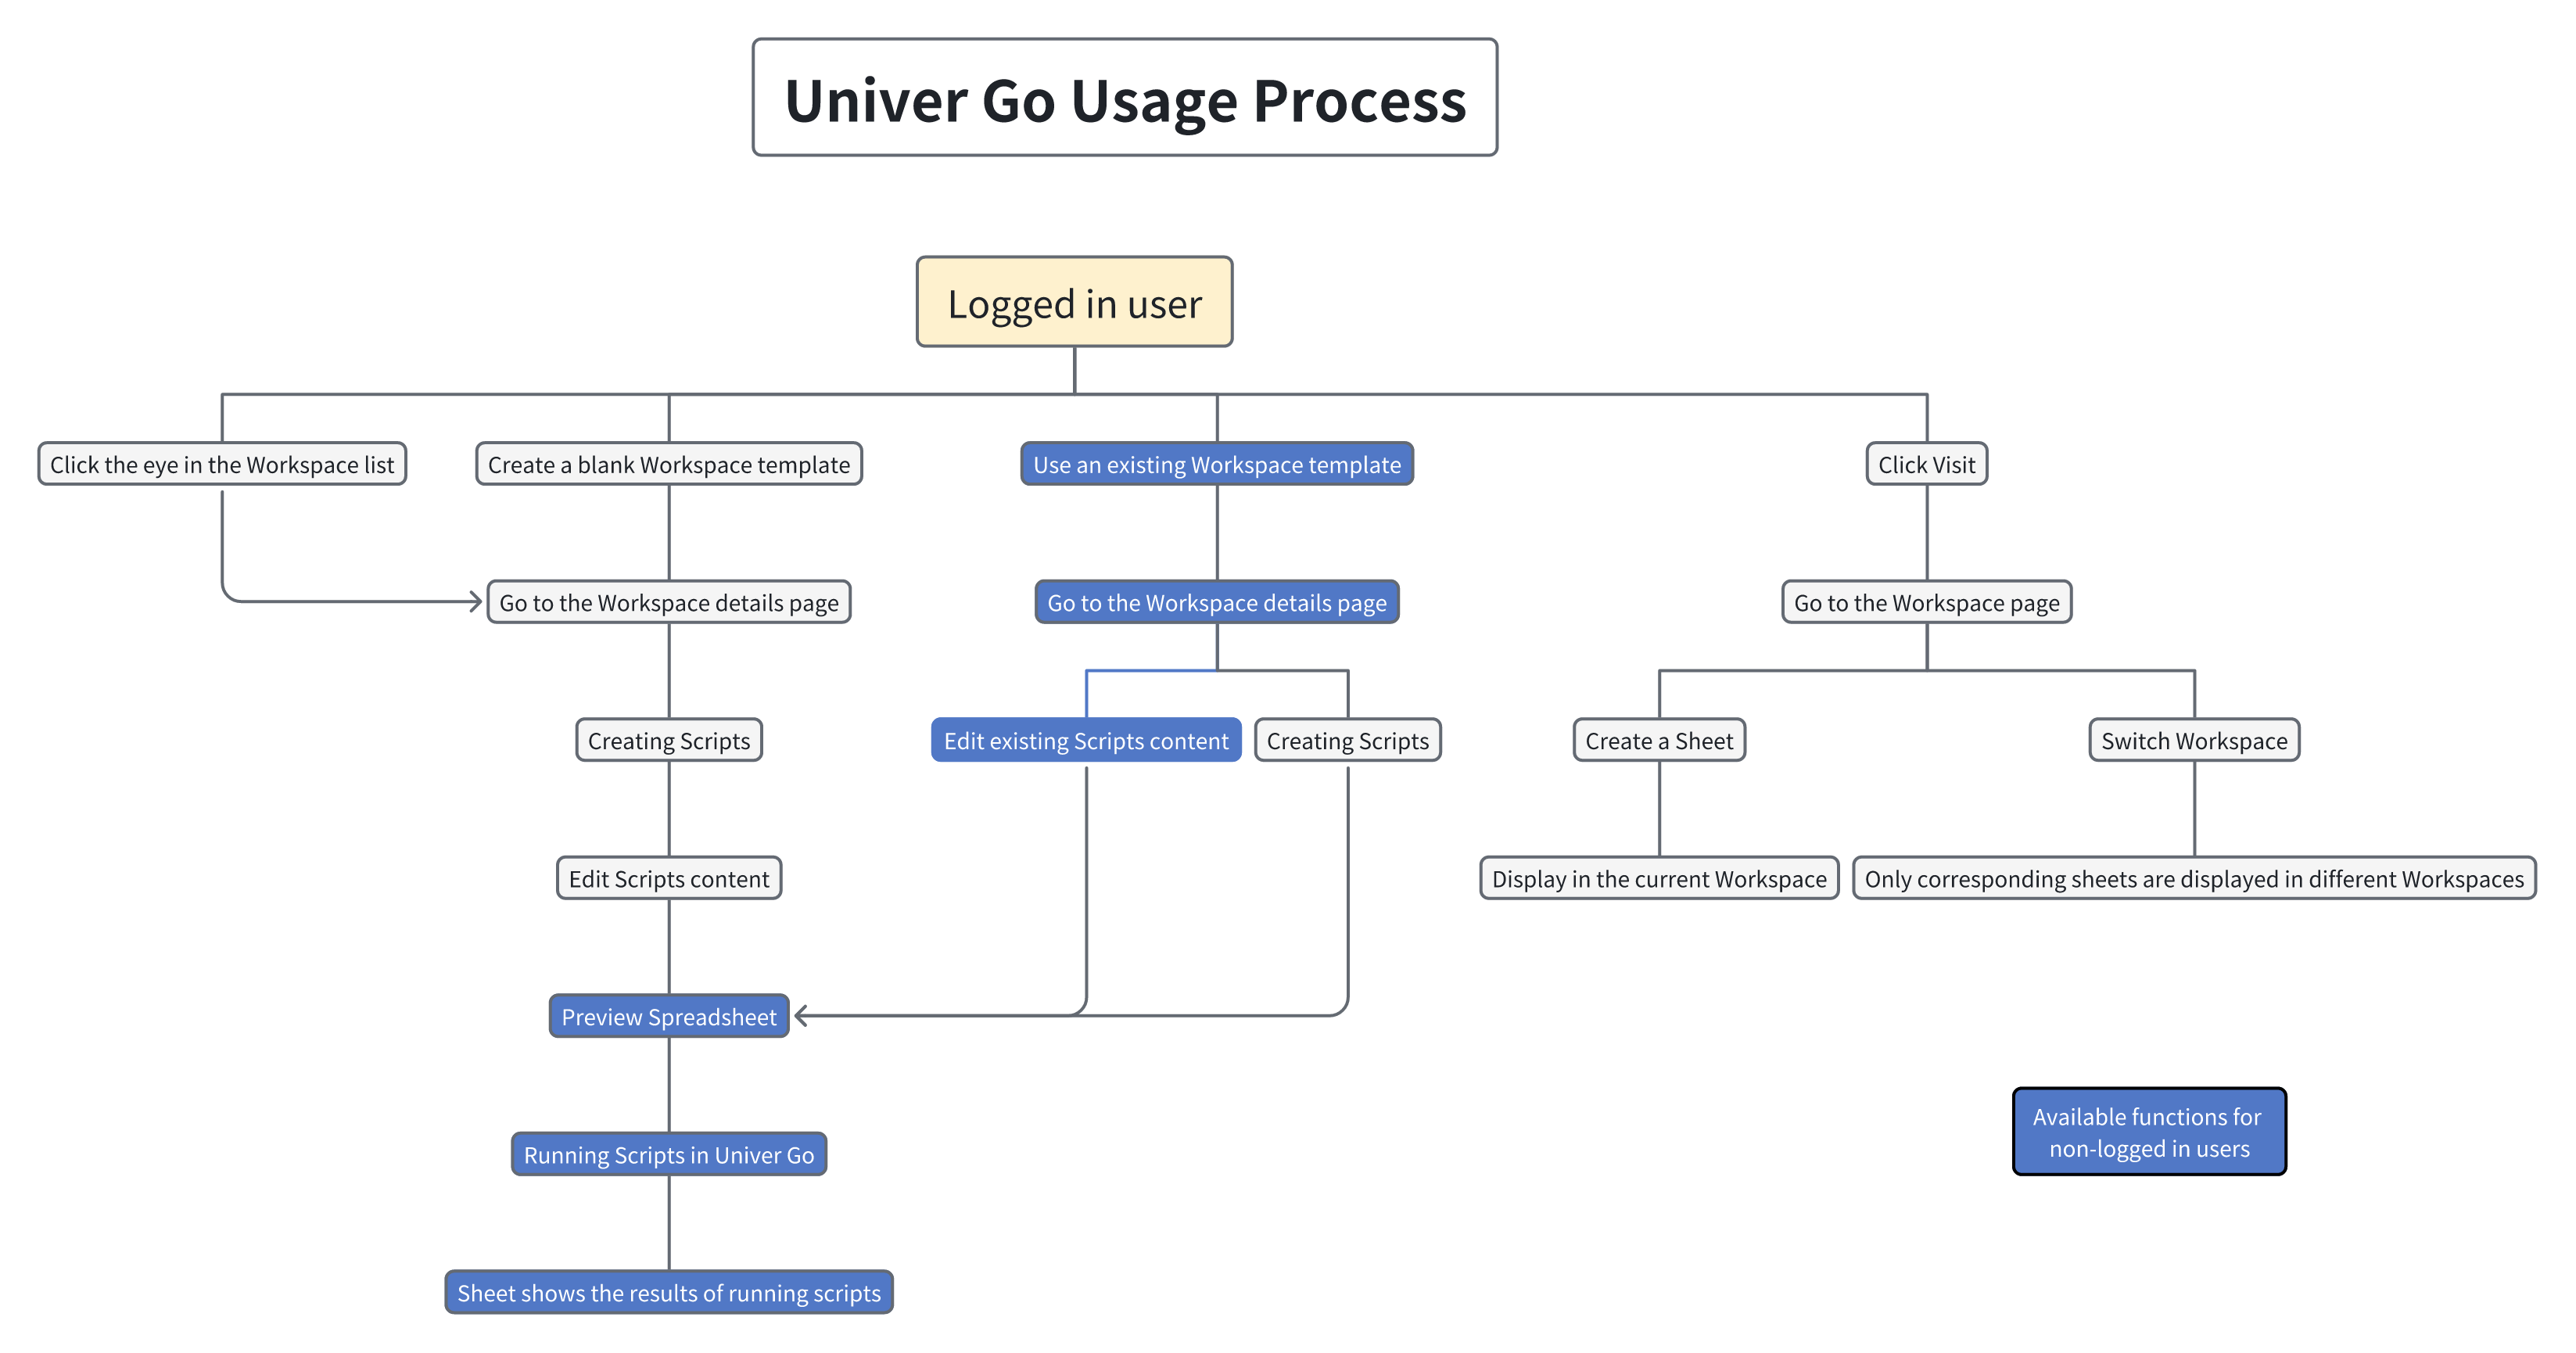 Univer Go Usage Process
Logged in user
Click the eye in the Workspace list
Create a blank Workspace template
Use an existing Workspace template
Click Visit
Go to the Workspace details page
Go to the Workspace details page
Go to the Workspace page
Creating Scripts
Edit existing Scripts content
Creating Scripts
Create a Sheet
Switch Workspace
Edit Scripts content
Display in the current Workspace
Only corresponding sheets are displayed in different Workspaces
Preview Spreadsheet
Available functions for
non-logged in users
Running Scripts in Univer Go
Sheet shows the results of running scripts